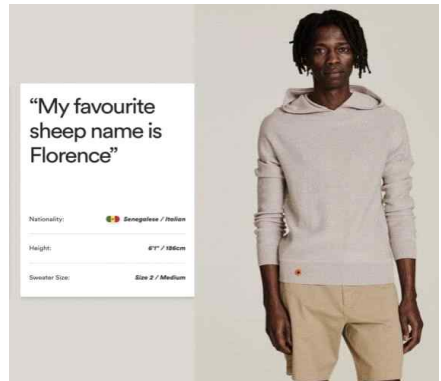 “My favourite
sheep name is
Florence”
Nationality: Senegalese / Italian
Height: 6'1" / 186cm
Sweater Size: Size 2 / Medium